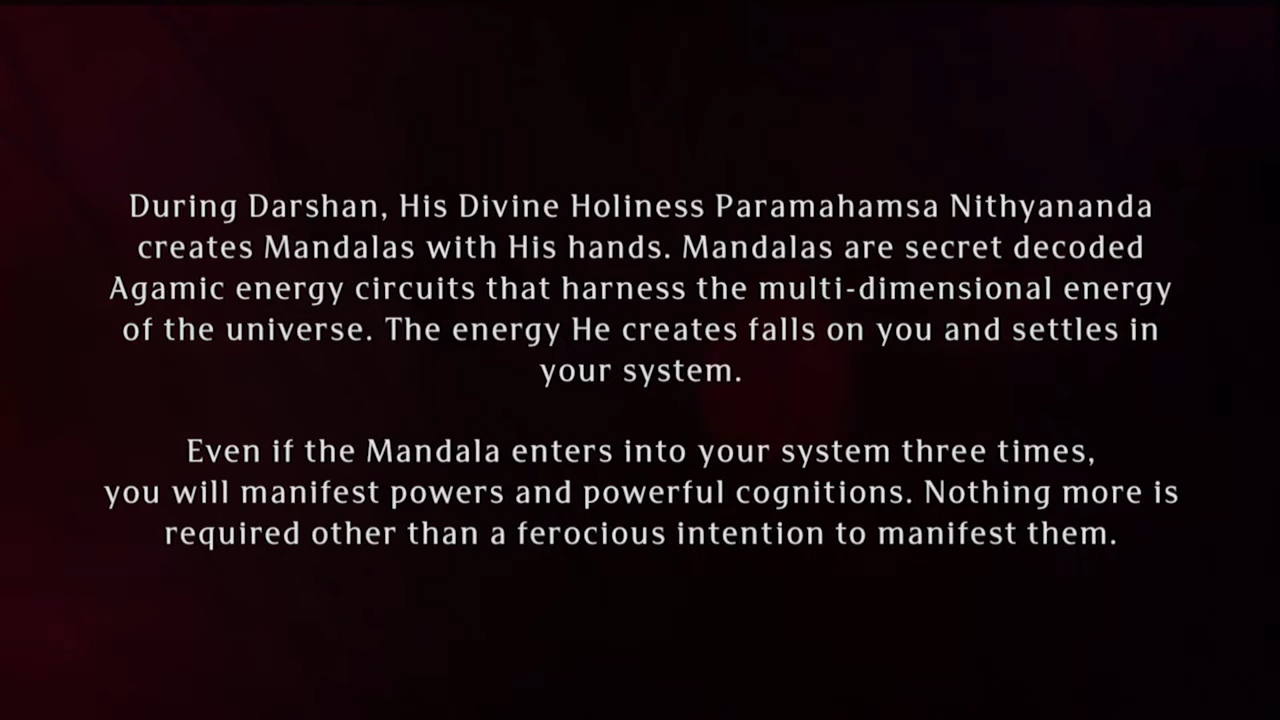 During Darshan, His Divine Holiness Paramahamsa Nithyananda
creates Mandalas with His hands. Mandalas are secret decoded
Agamic energy circuits that harness the multi-dimensional energy
of the universe. The energy He creates falls on you and settles in
your system.
Even if the Mandala enters into your system three times,
you will manifest powers and powerful cognitions. Nothing more is
required other than a ferocious intention to manifest them.